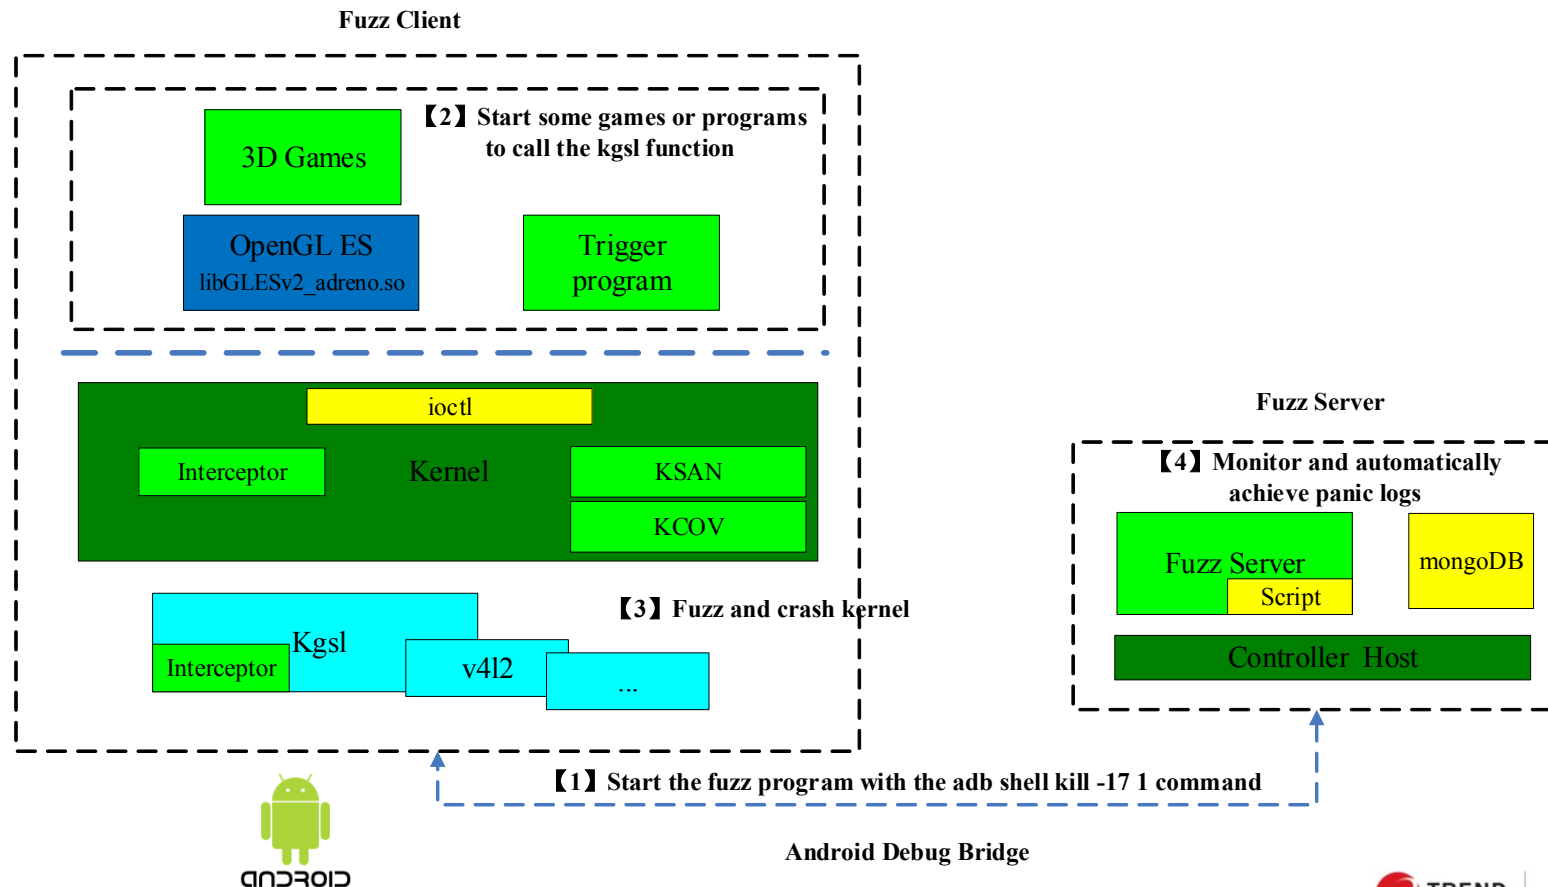 Fuzz Client
【2】Start some games or programs
to call the kgsl function
3D Games
OpenGL ES
libGLESv2_adreno.so
Trigger
program
ioctl
Interceptor
Kernel
KSAN
KCOV
【3】Fuzz and crash kernel
Kgsl
Interceptor
v4l2
...
Fuzz Server
【4】Monitor and automatically
achieve panic logs
Fuzz Server
Script
mongoDB
Controller Host
【1】Start the fuzz program with the adb shell kill -17 1 command
Android Debug Bridge
ANDROID
TREND